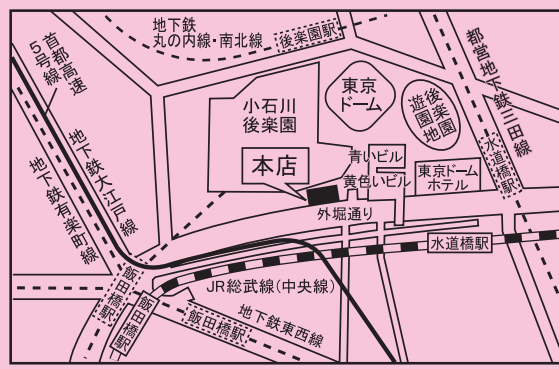 地下鉄
丸の内線・南北線
後楽園駅
首都高速
5号線
小石川
後楽園
東京
ドーム
後楽園
遊園地
都営地下鉄三田線
水道橋駅
本店
青いビル
黄色いビル
東京ドーム
ホテル
外堀通り
地下鉄大江戸線
地下鉄有楽町線
水道橋駅
JR総武線(中央線)
飯田橋駅
飯田橋駅
飯田橋駅
地下鉄東西線